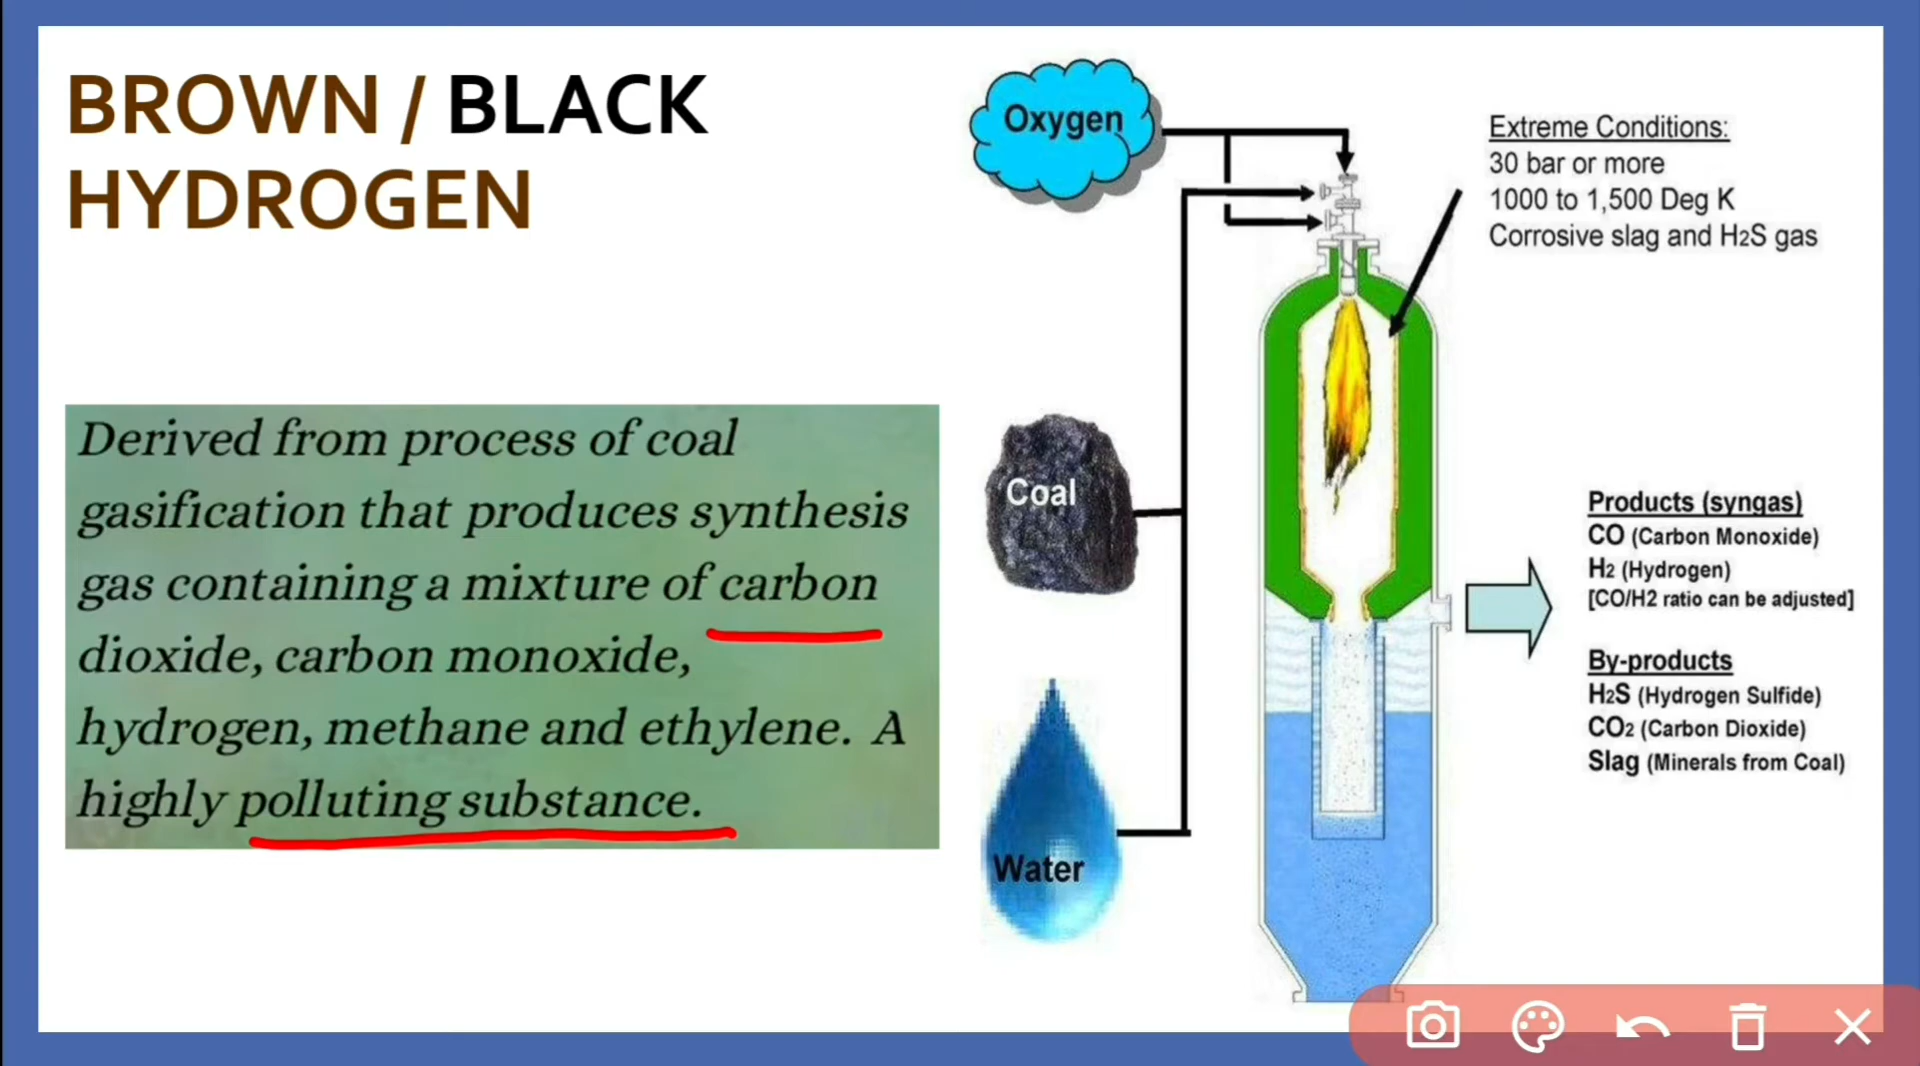 BROWN / BLACK
HYDROGEN
Derived from process of coal
gasification that produces synthesis
gas containing a mixture of carbon
dioxide, carbon monoxide,
hydrogen, methane and ethylene. A
highly polluting substance.
Oxygen
Coal
Water
Extreme Conditions:
30 bar or more
1000 to 1,500 Deg K
Corrosive slag and H2S gas
Products (syngas)
CO (Carbon Monoxide)
H2 (Hydrogen)
[CO/H2 ratio can be adjusted]
By-products
H2S (Hydrogen Sulfide)
CO2 (Carbon Dioxide)
Slag (Minerals from Coal)